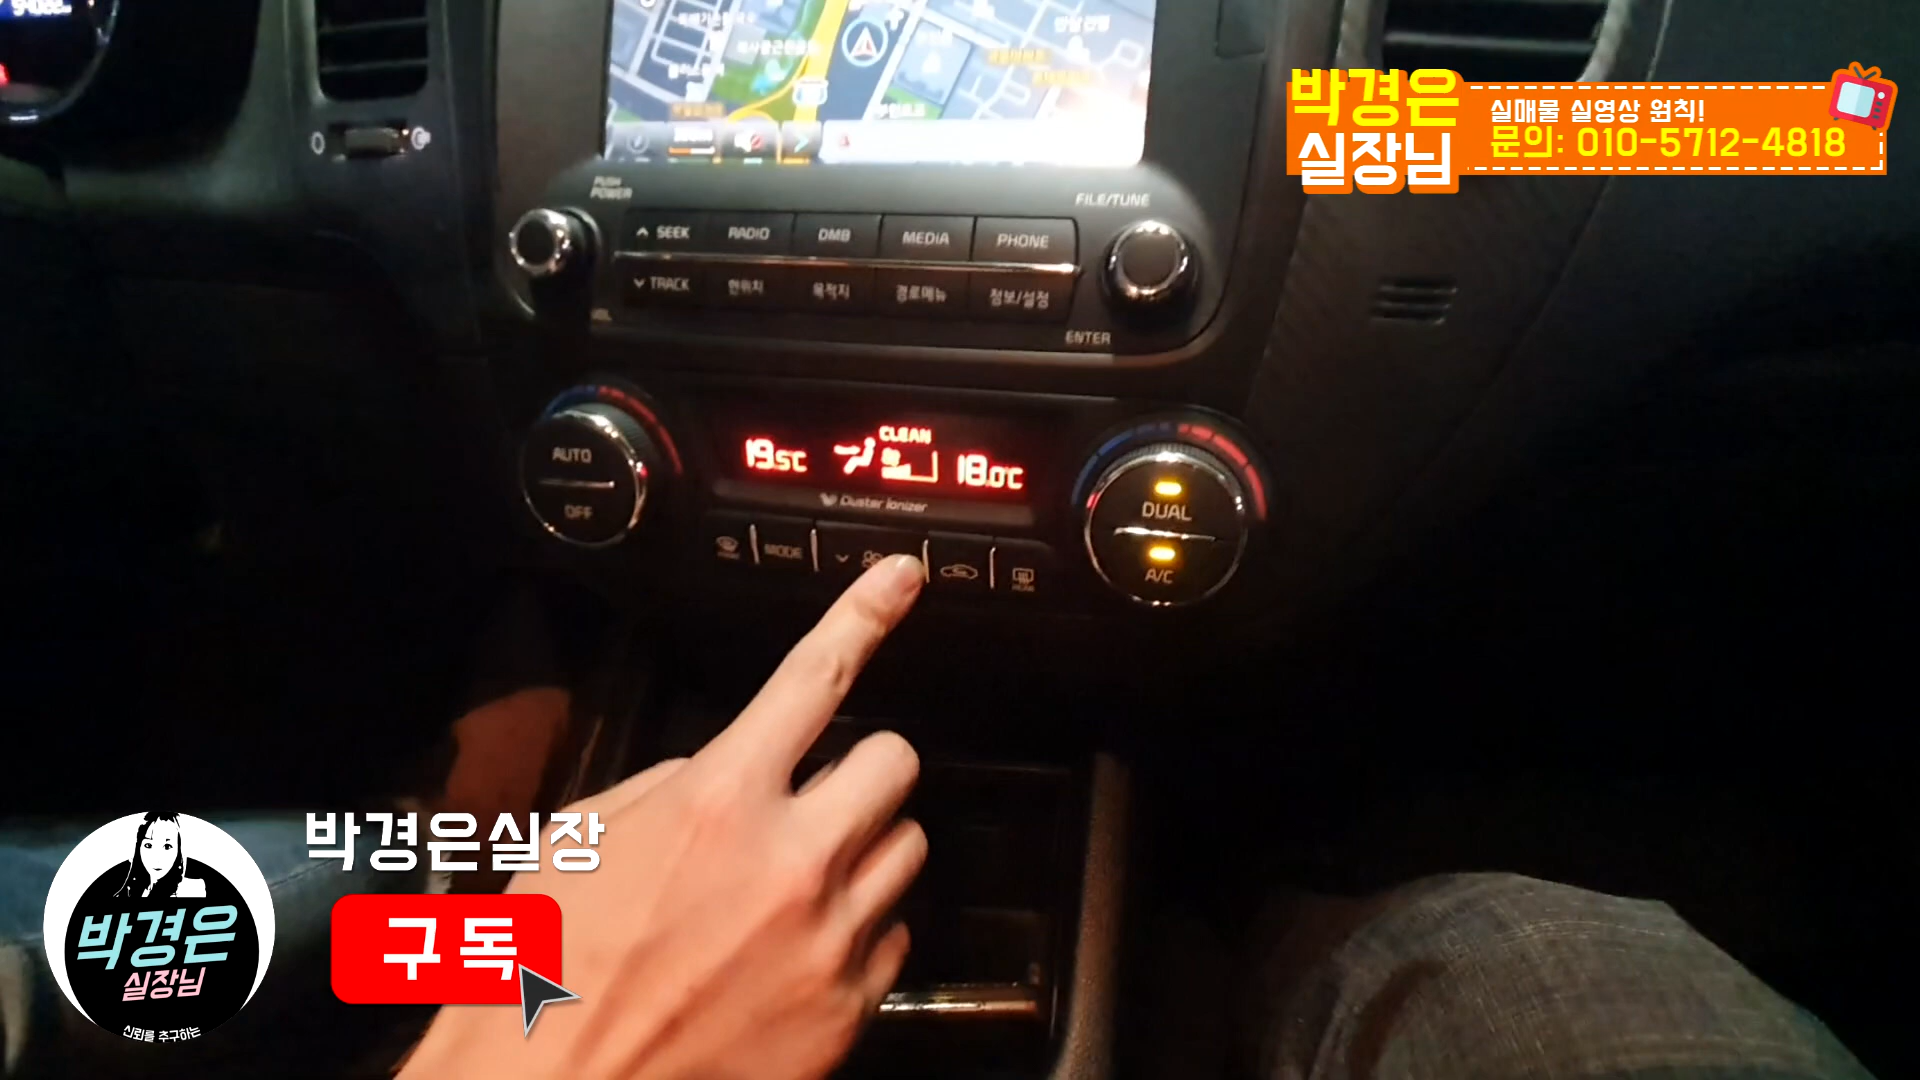 박경은
실장님
실매물 실영상 원칙!
문의: 010-5712-4818
PUSH
POWER
FILE/TUNE
SEEK
RADIO
DMB
MEDIA
PHONE
TRACK
현위치
목적지
경로메뉴
정보/설정
VOL
ENTER
AUTO
OFF
CLEAN
19.5℃
18.0℃
Cluster Ionizer
MODE
DUAL
A/C
박경은실장
구독
박경은
실장님
신뢰를 추구하는